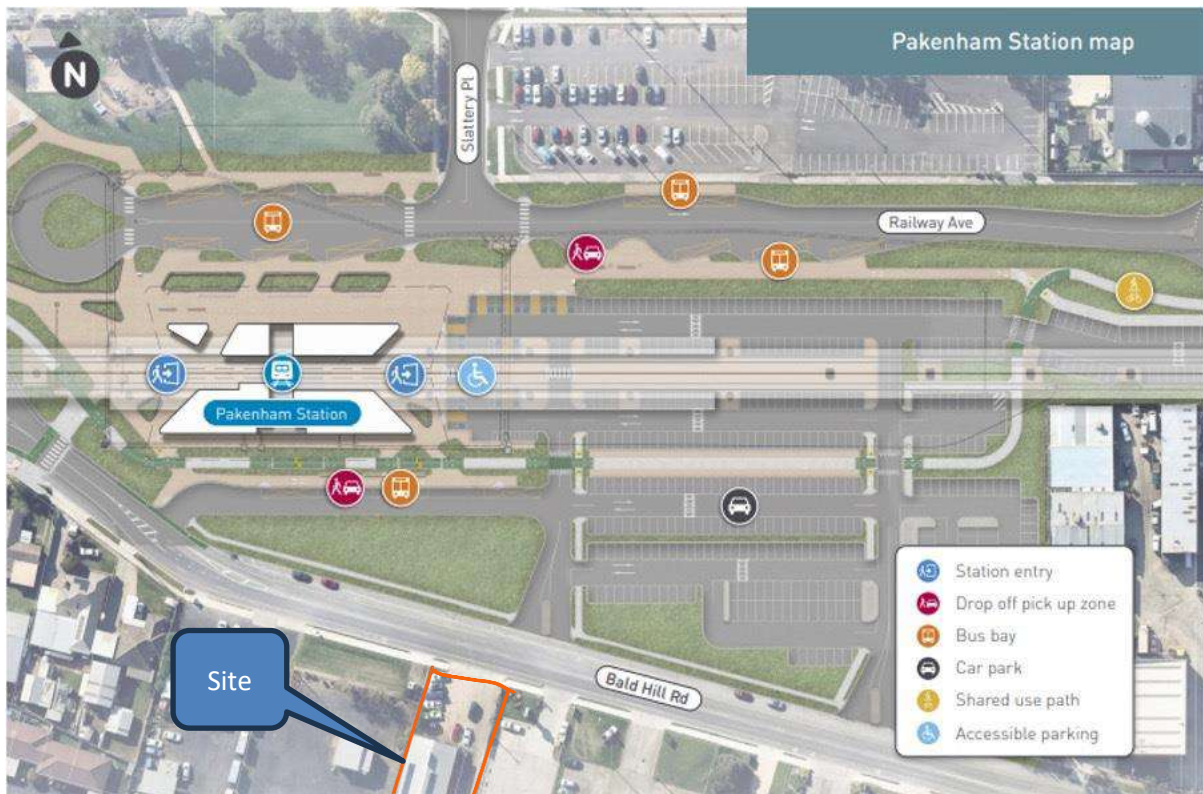 Pakenham Station map
N
Slattery Pl
Railway Ave
Pakenham Station
Site
Bald Hill Rd
Station entry
Drop off pick up zone
Bus bay
Car park
Shared use path
Accessible parking